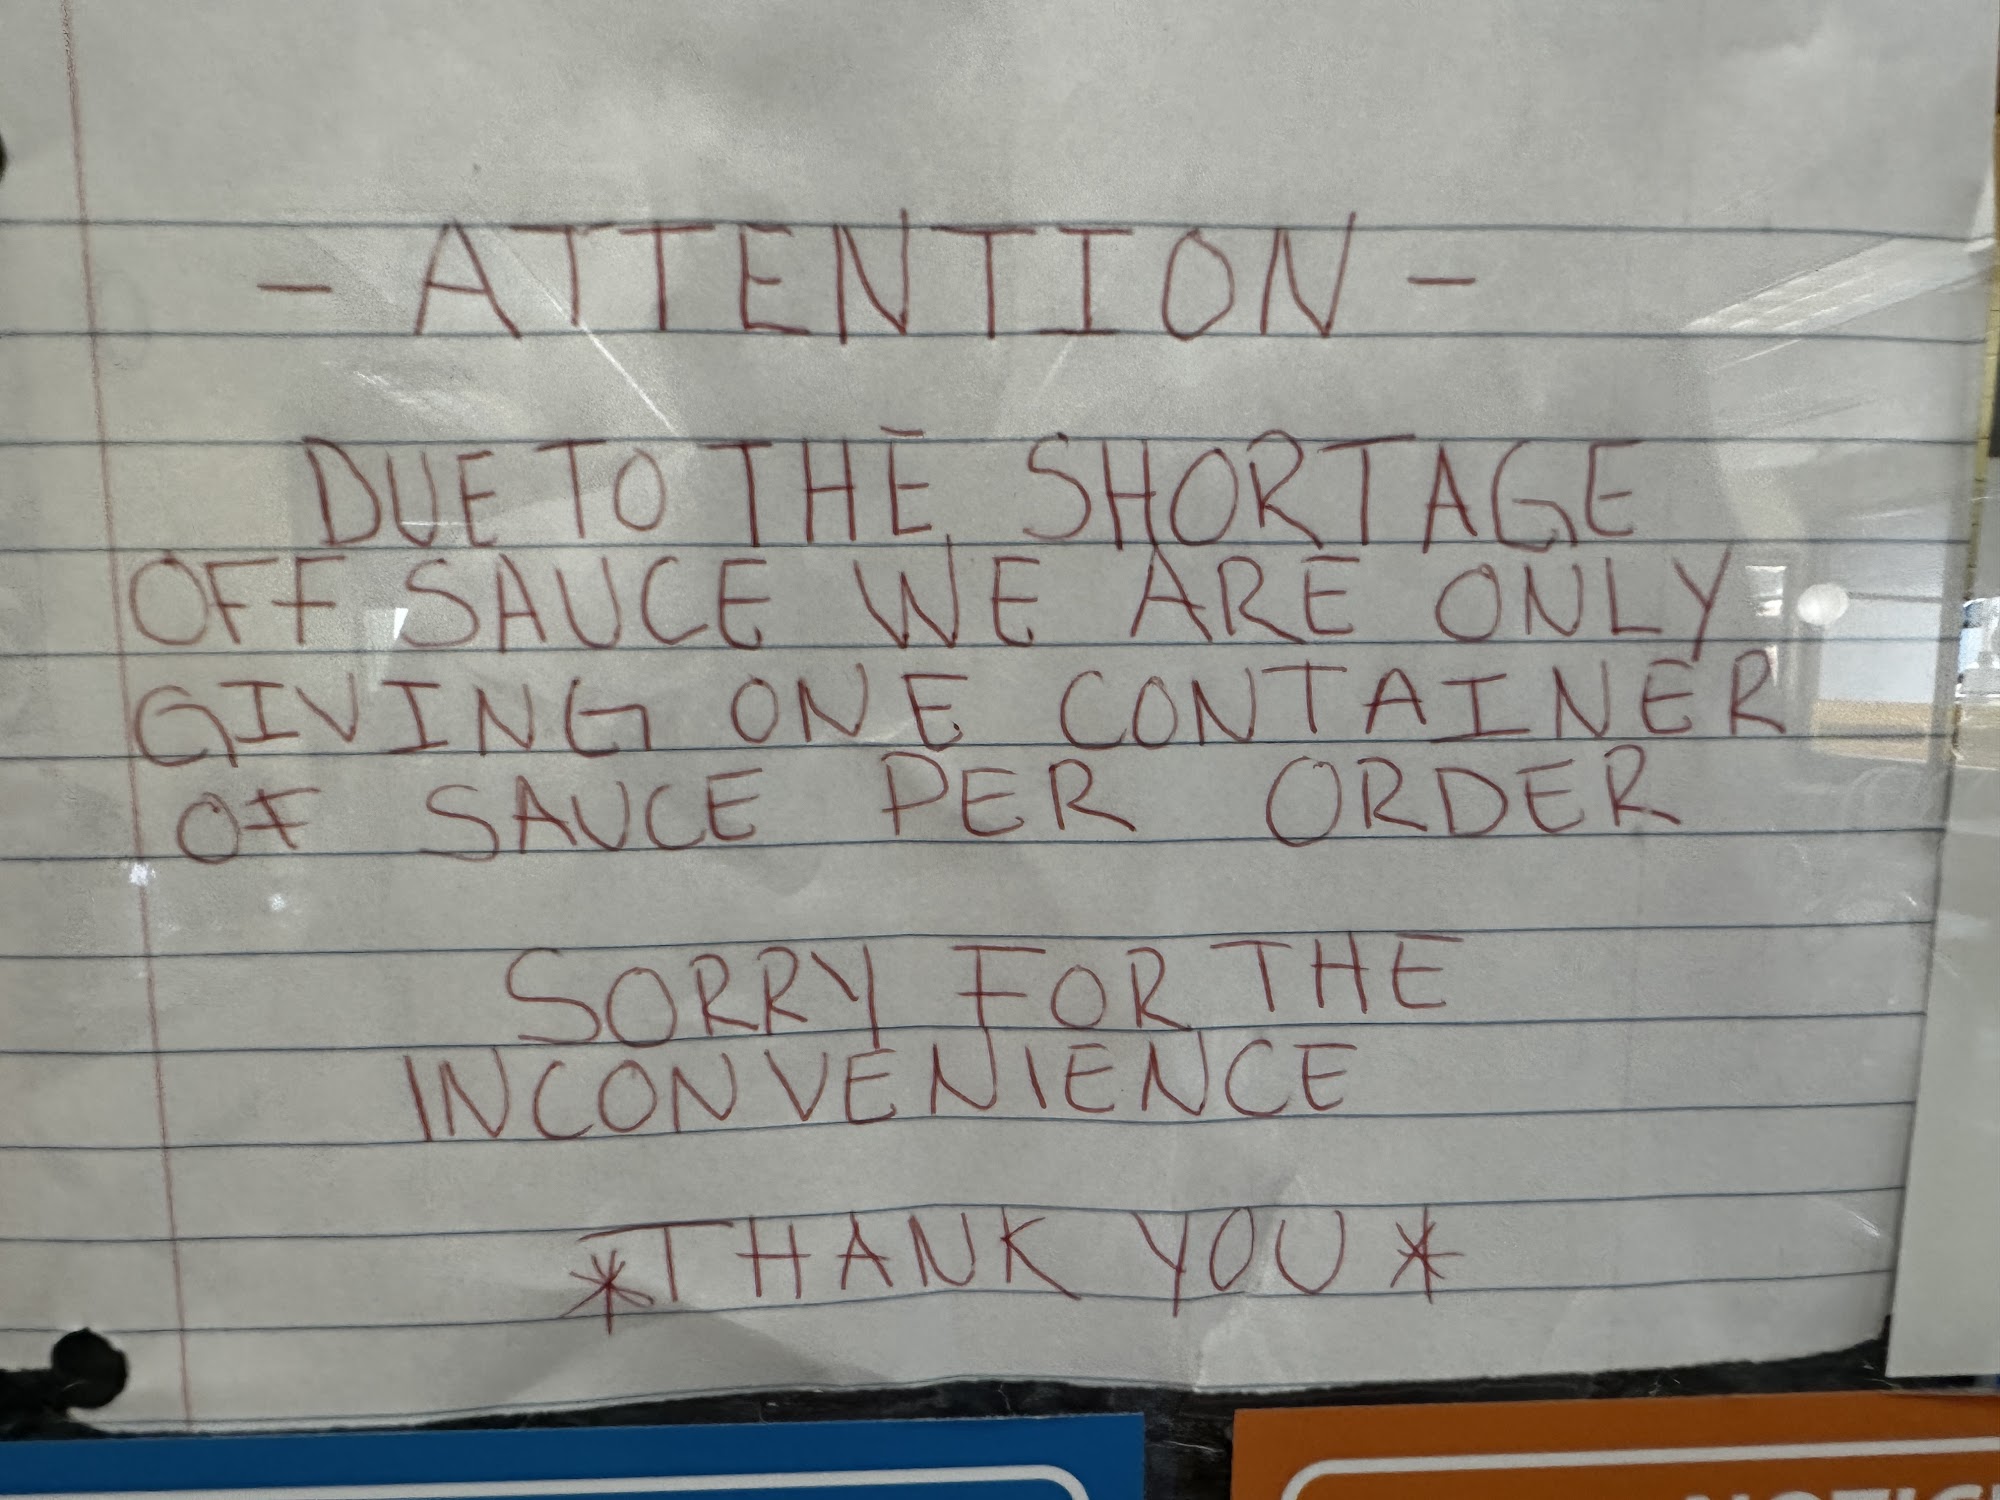 - ATTENTION -
DUE TO THE SHORTAGE
OFF SAUCE WE ARE ONLY
GIVING ONE CONTAINER
OF SAUCE PER ORDER
SORRY FOR THE
INCONVENIENCE
*THANK YOU*